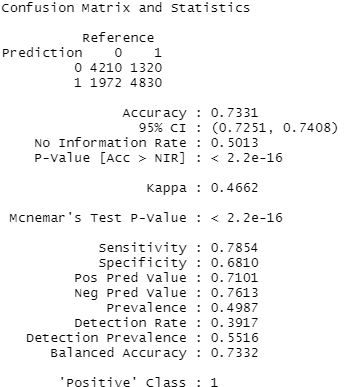 Confusion Matrix and Statistics
Reference
Prediction 0 1
0 4210 1320
1 1972 4830
Accuracy : 0.7331
95% CI : (0.7251, 0.7408)
No Information Rate : 0.5013
P-Value [Acc > NIR] : < 2.2e-16
Kappa : 0.4662
Mcnemar's Test P-Value : < 2.2e-16
Sensitivity : 0.7854
Specificity : 0.6810
Pos Pred Value : 0.7101
Neg Pred Value : 0.7613
Prevalence : 0.4987
Detection Rate : 0.3917
Detection Prevalence : 0.5516
Balanced Accuracy : 0.7332
'Positive' Class : 1